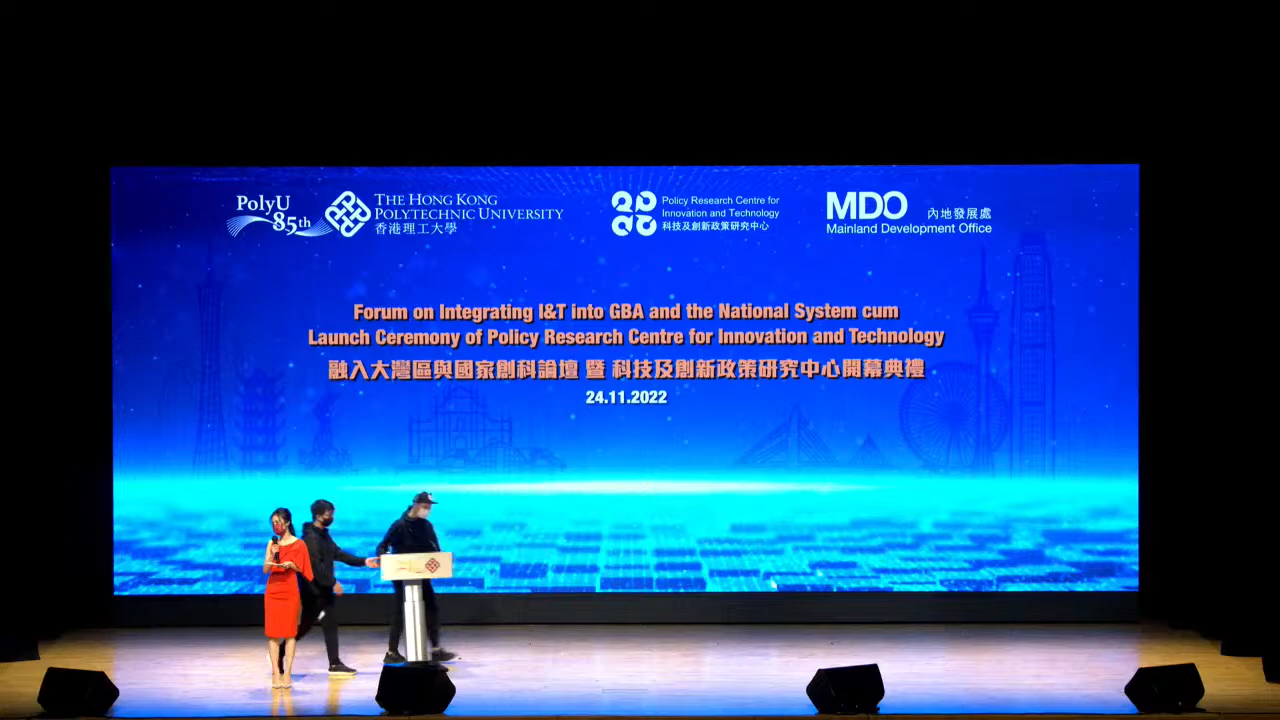 PolyU
85th
THE HONG KONG
POLYTECHNIC UNIVERSITY
香港理工大學
Policy Research Centre for
Innovation and Technology
科技及創新政策研究中心
MDO 內地發展處
Mainland Development Office
Forum on Integrating I&T into GBA and the National System cum
Launch Ceremony of Policy Research Centre for Innovation and Technology
融入大灣區與國家創科論壇 暨 科技及創新政策研究中心開幕典禮
24.11.2022